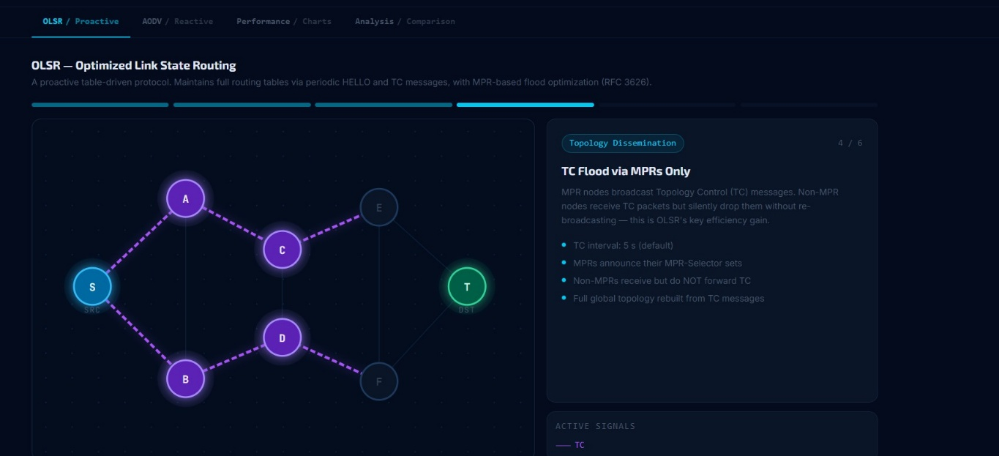 OLSR / Proactive AODV / Reactive Performance / Charts Analysis / Comparison
OLSR — Optimized Link State Routing
A proactive table-driven protocol. Maintains full routing tables via periodic HELLO and TC messages, with MPR-based flood optimization (RFC 3626).
A
E
C
S
SRC
T
DST
D
B
F
Topology Dissemination 4 / 6
TC Flood via MPRs Only
MPR nodes broadcast Topology Control (TC) messages. Non-MPR
nodes receive TC packets but silently drop them without re-
broadcasting — this is OLSR's key efficiency gain.
TC interval: 5 s (default)
MPRs announce their MPR-Selector sets
Non-MPRs receive but do NOT forward TC
Full global topology rebuilt from TC messages
ACTIVE SIGNALS
TC